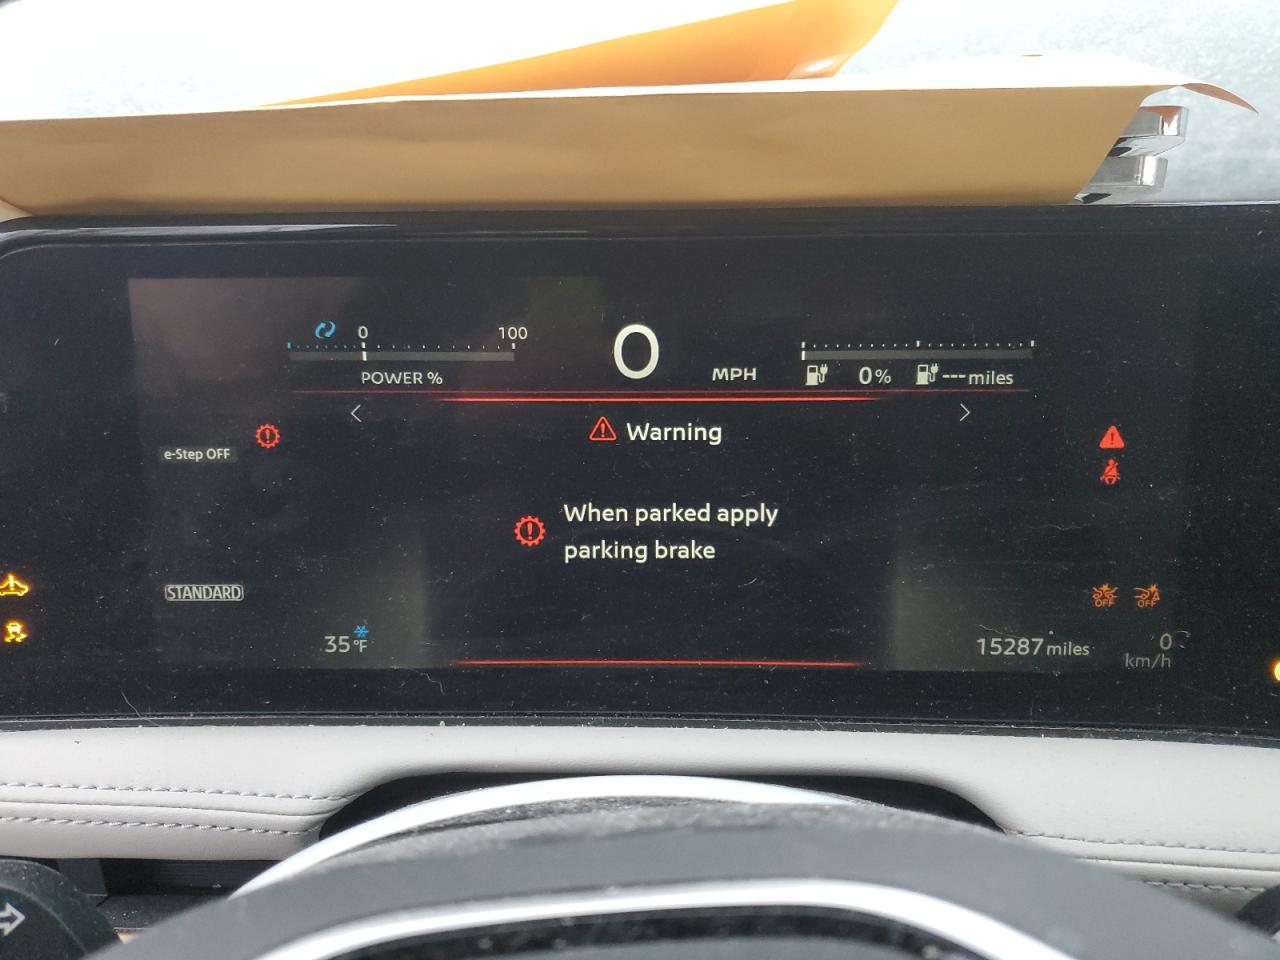 0
100
POWER %
0
MPH
0%
---miles
Warning
e-Step OFF
When parked apply
parking brake
STANDARD
OFF
OFF
35°F
15287 miles
0
km/h